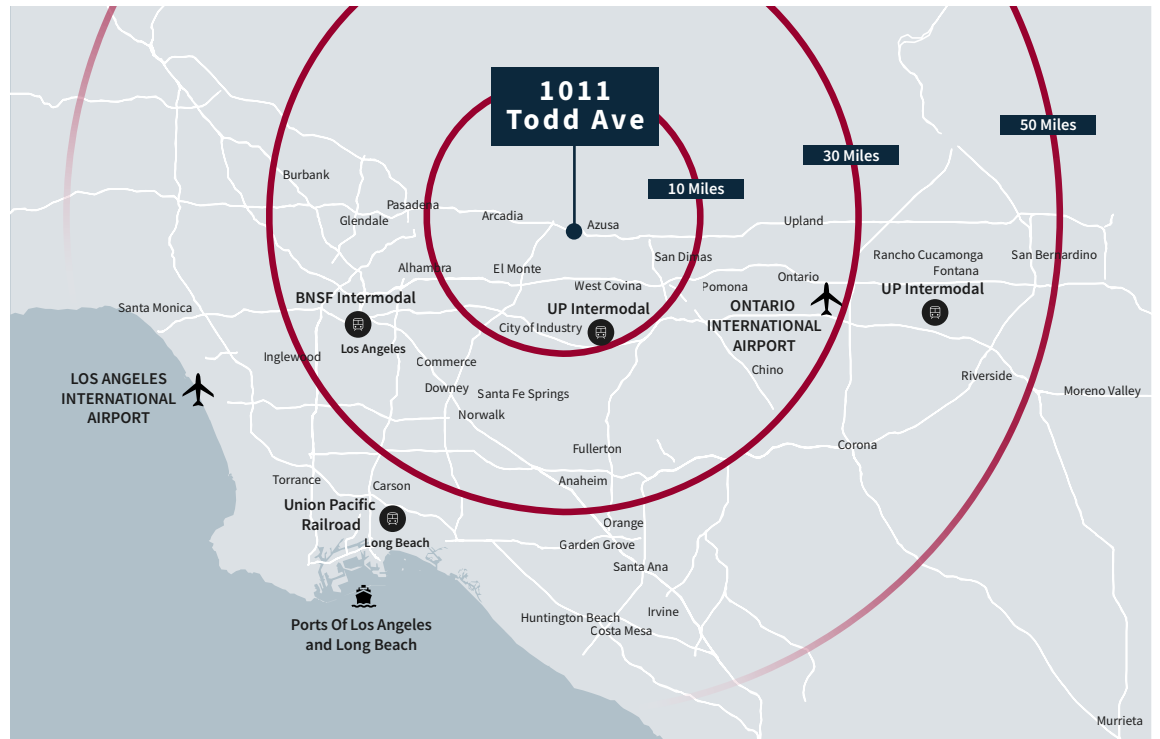 1011
Todd Ave
50 Miles
30 Miles
10 Miles
Burbank
Pasadena
Glendale
Arcadia
Azusa
Upland
San Dimas
Rancho Cucamonga
San Bernardino
Fontana
Alhambra
El Monte
Ontario
West Covina
Pomona
UP Intermodal
BNSF Intermodal
UP Intermodal
ONTARIO
INTERNATIONAL
AIRPORT
Santa Monica
City of Industry
Los Angeles
Inglewood
Commerce
Chino
Riverside
LOS ANGELES
INTERNATIONAL
AIRPORT
Downey
Santa Fe Springs
Moreno Valley
Norwalk
Fullerton
Corona
Torrance
Carson
Anaheim
Union Pacific
Railroad
Orange
Long Beach
Garden Grove
Santa Ana
Ports Of Los Angeles
and Long Beach
Huntington Beach
Irvine
Costa Mesa
Murrieta